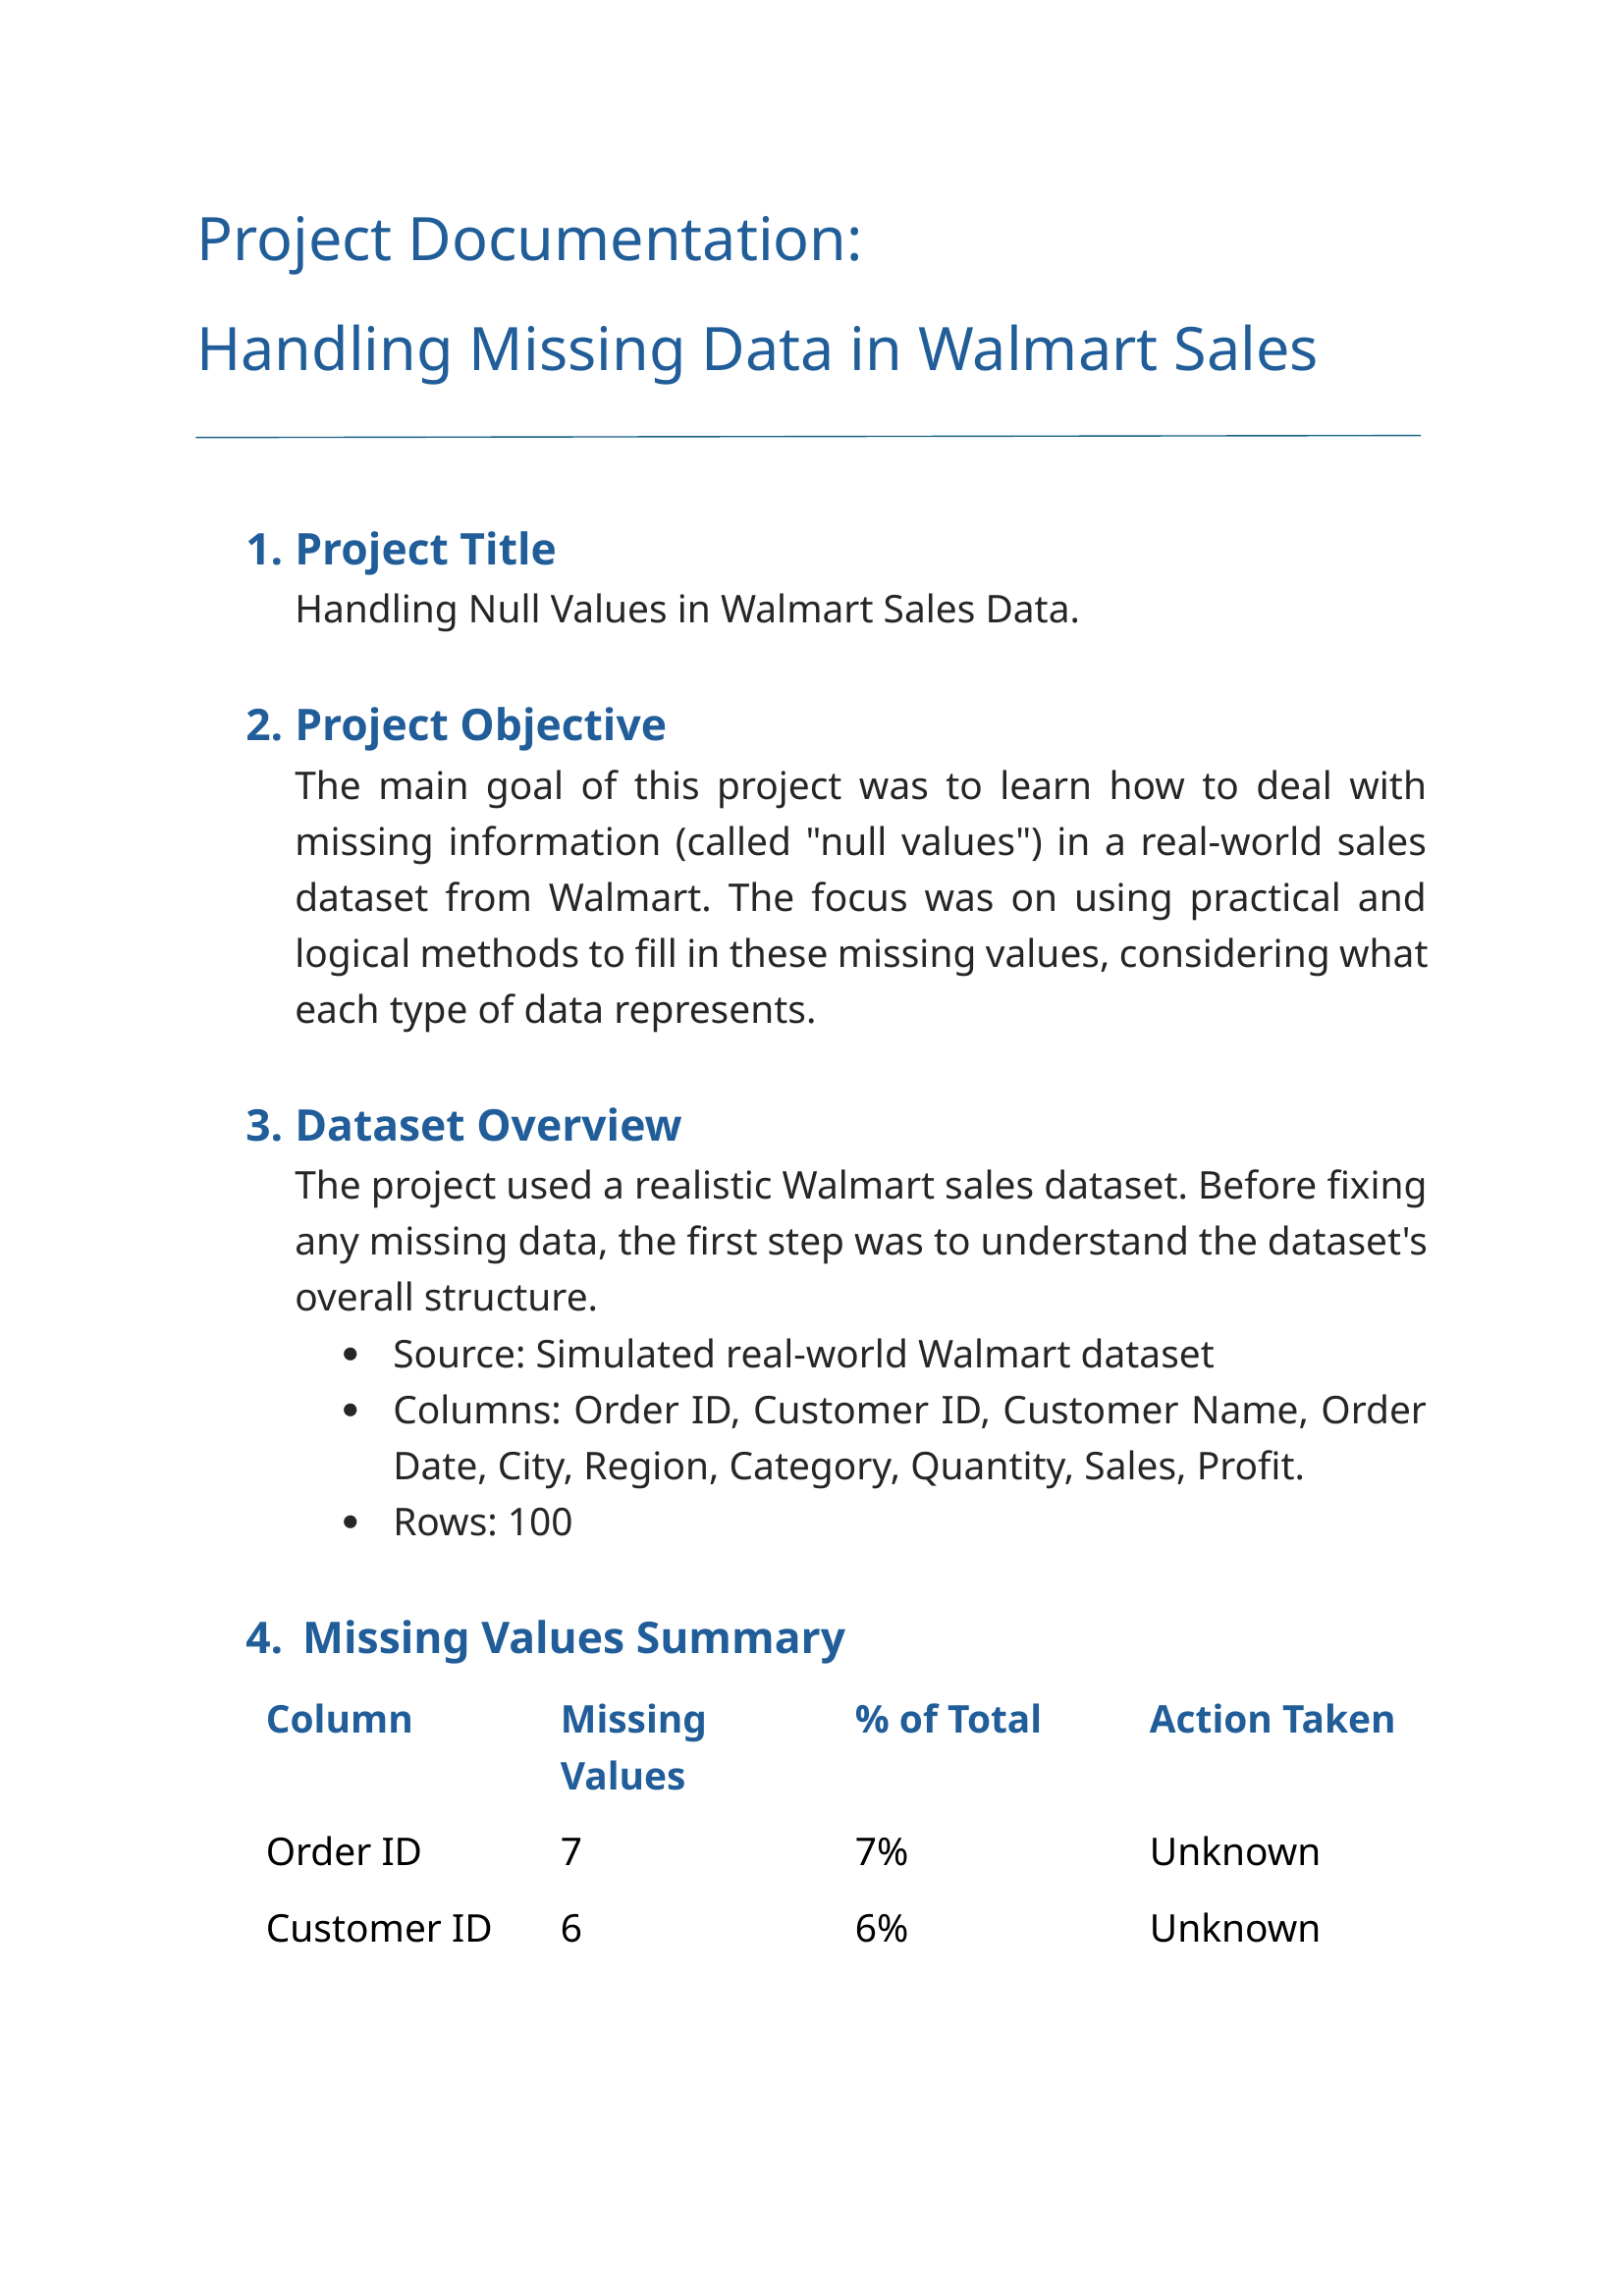 Project Documentation:
Handling Missing Data in Walmart Sales
1. Project Title
Handling Null Values in Walmart Sales Data.
2. Project Objective
The main goal of this project was to learn how to deal with
missing information (called "null values") in a real-world sales
dataset from Walmart. The focus was on using practical and
logical methods to fill in these missing values, considering what
each type of data represents.
3. Dataset Overview
The project used a realistic Walmart sales dataset. Before fixing
any missing data, the first step was to understand the dataset's
overall structure.
• Source: Simulated real-world Walmart dataset
• Columns: Order ID, Customer ID, Customer Name, Order
Date, City, Region, Category, Quantity, Sales, Profit.
• Rows: 100
4. Missing Values Summary
Column Missing Values % of Total Action Taken
Order ID 7 7% Unknown
Customer ID 6 6% Unknown